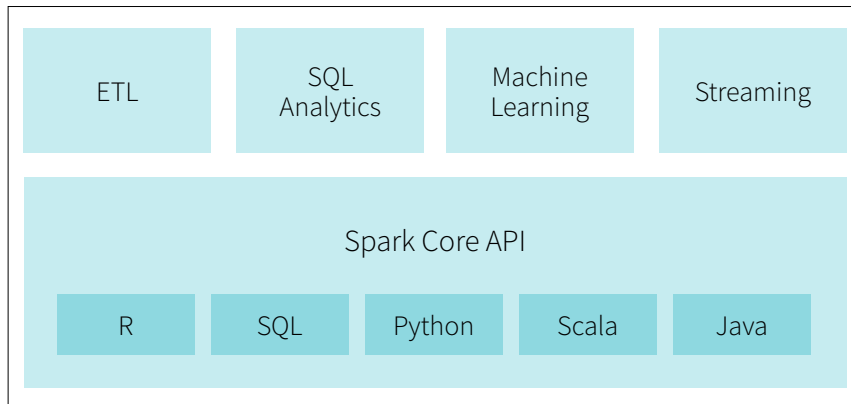 ETL
SQL
Analytics
Machine
Learning
Streaming
Spark Core API
R
SQL
Python
Scala
Java